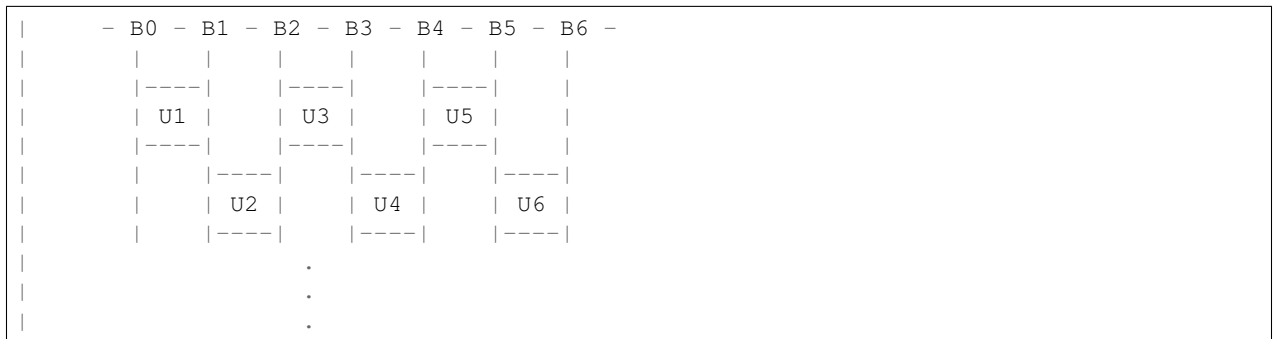 |      - B0 - B1 - B2 - B3 - B4 - B5 - B6 -
|        |    |    |    |    |    |    |
|        |----|    |----|    |----|    |
|        | U1 |    | U3 |    | U5 |    |
|        |----|    |----|    |----|    |
|        |    |----|    |----|    |----|
|        |    | U2 |    | U4 |    | U6 |
|        |    |----|    |----|    |----|
|                    .
|                    .
|                    .